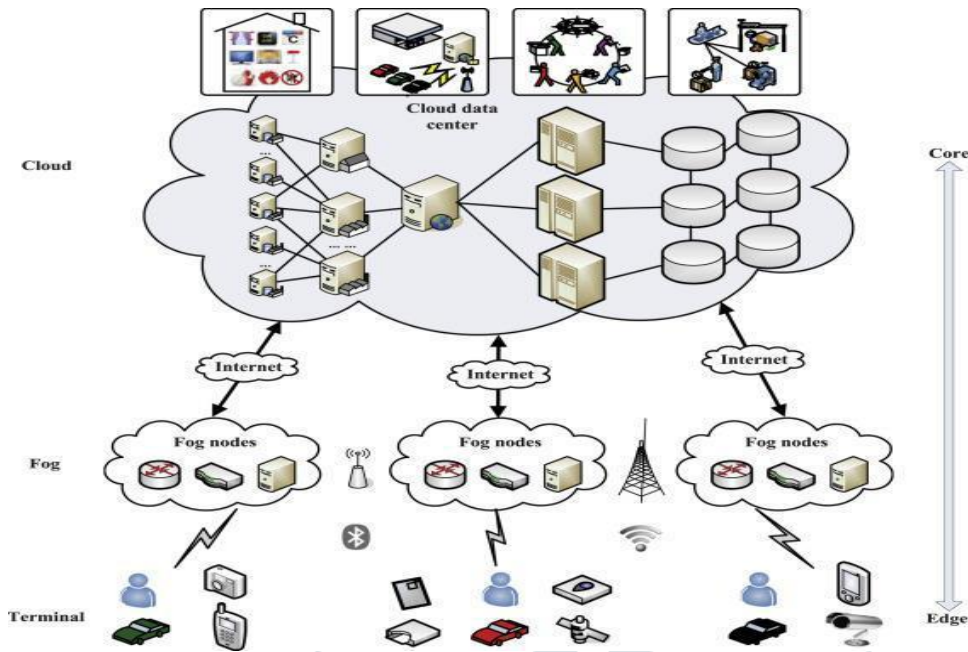 C
Cloud data
center
Cloud
Core
...
...
... ...
...
Internet
Internet
Internet
Fog nodes
Fog nodes
Fog nodes
Fog
Terminal
Edge